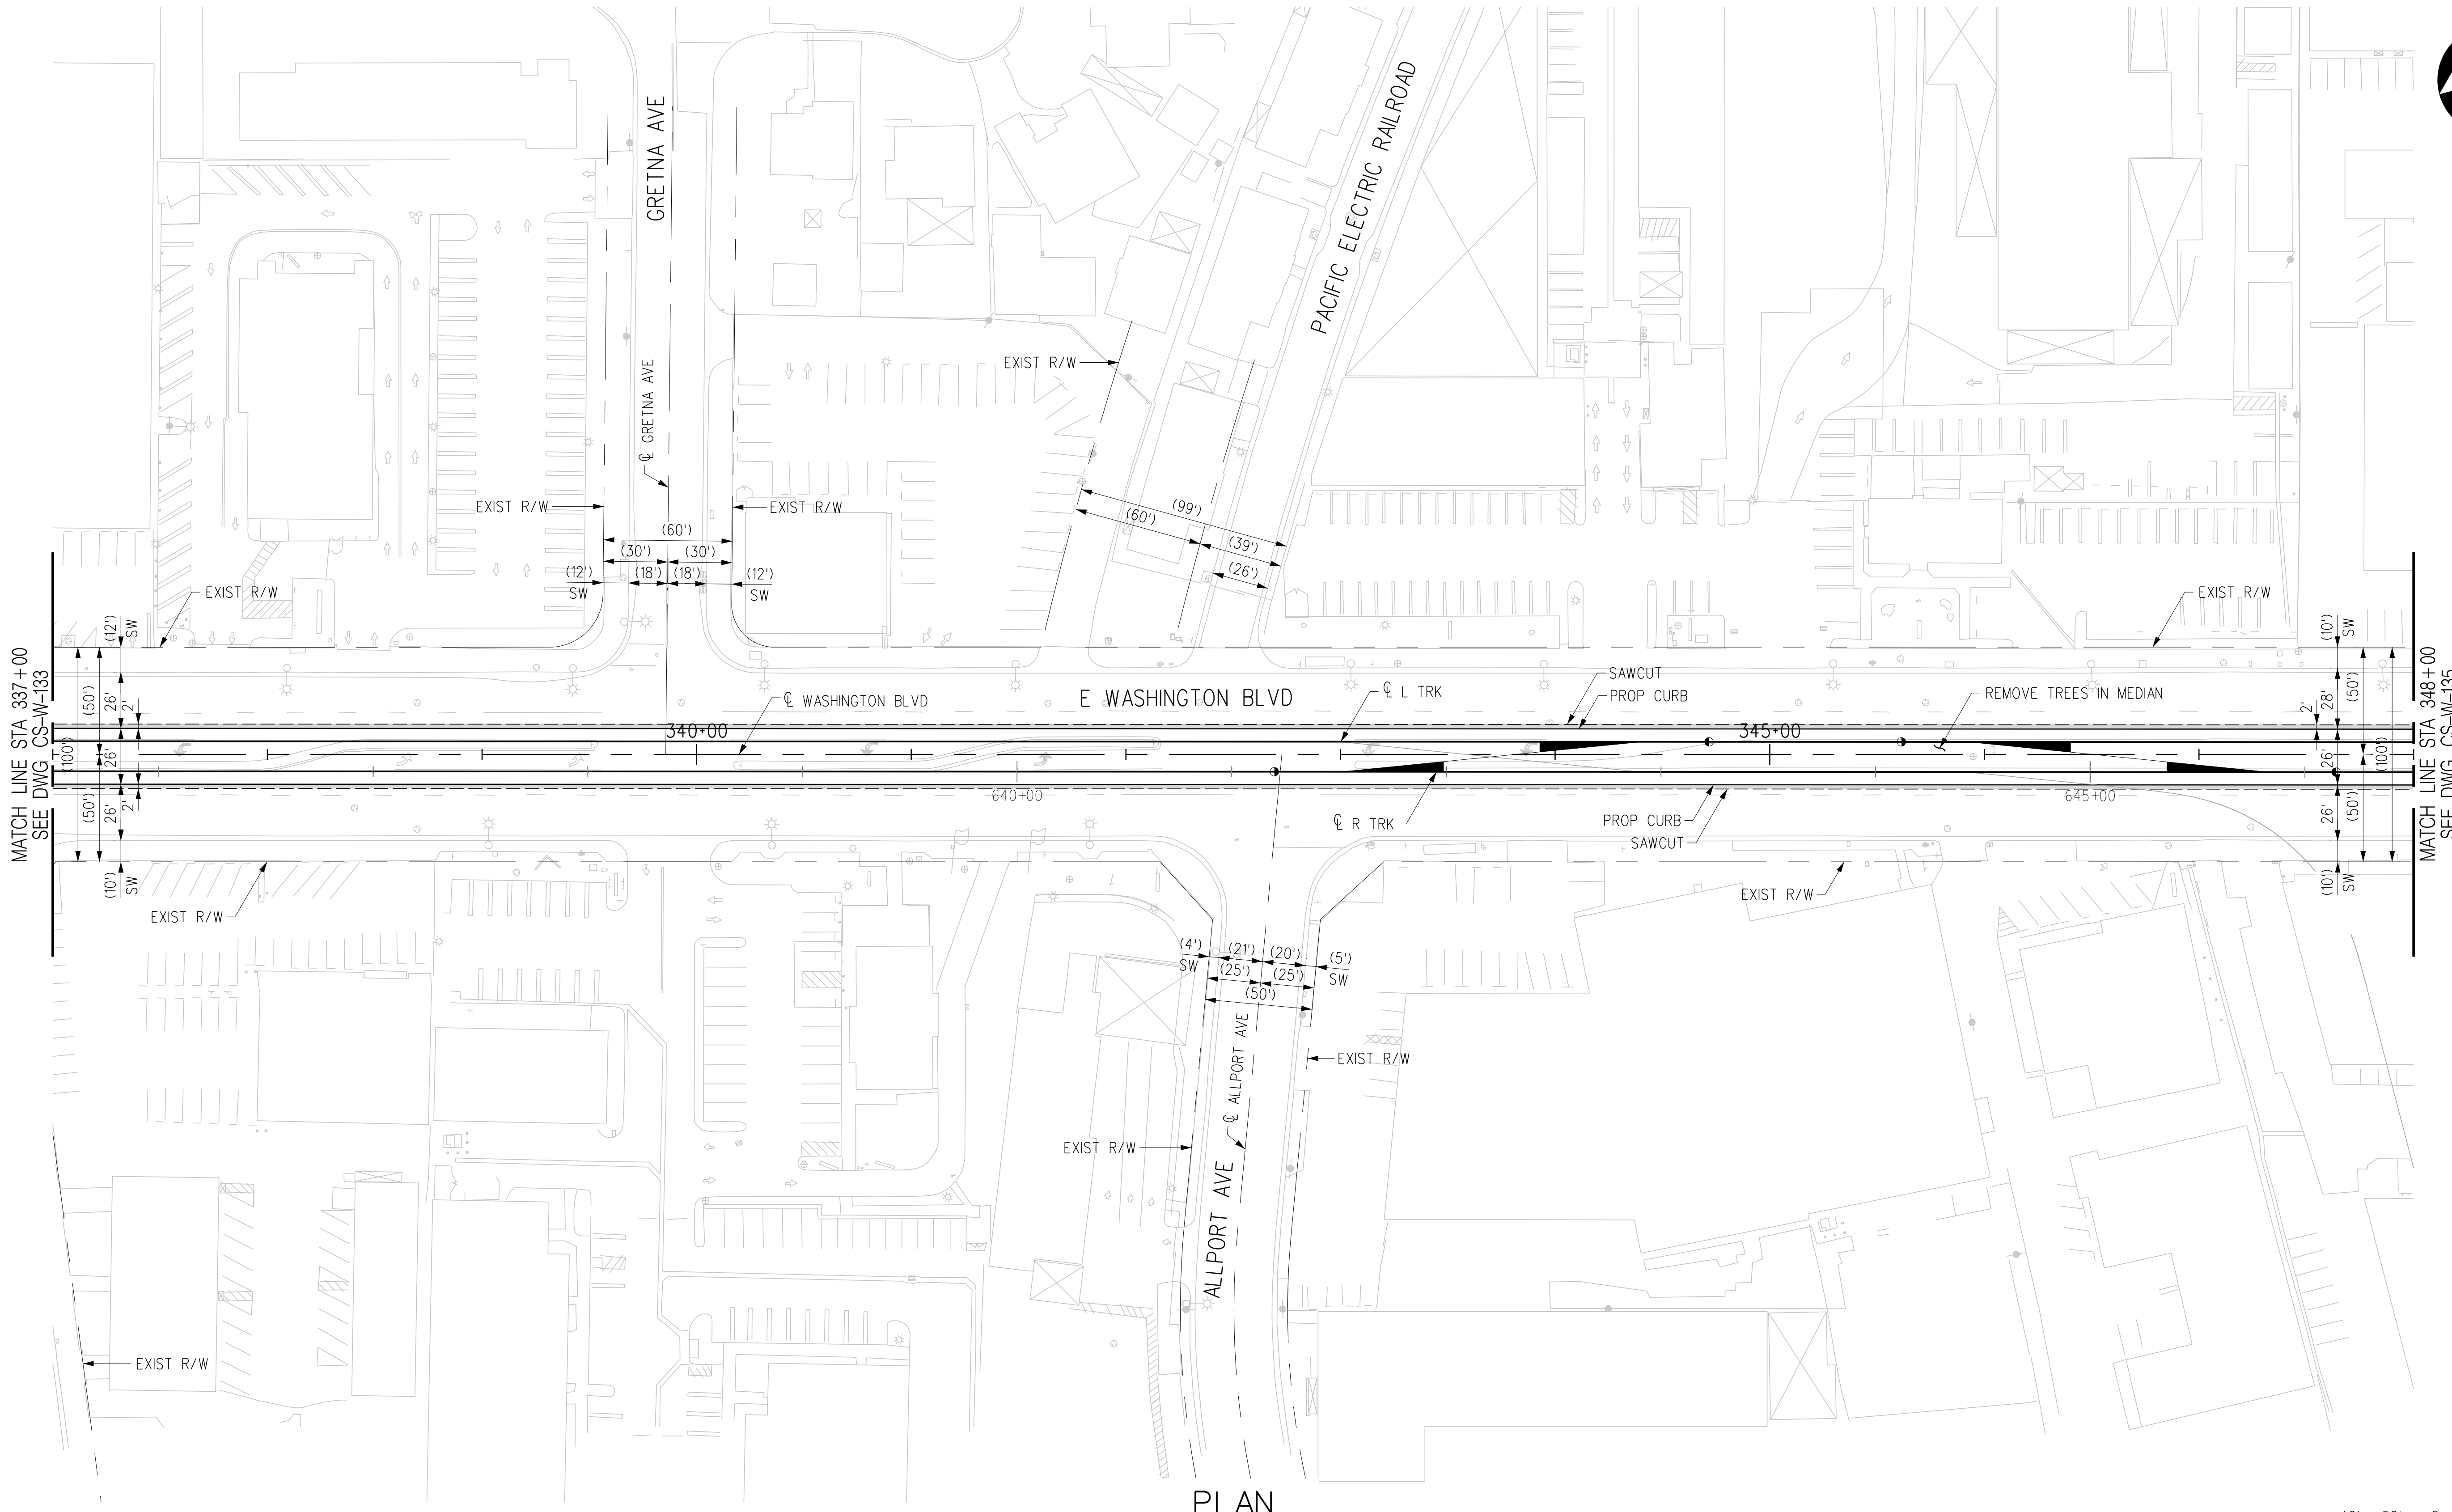 GRETNA AVE
PACIFIC ELECTRIC RAILROAD
EXIST R/W
℄ GRETNA AVE
EXIST R/W
EXIST R/W
(60')
(30')
(30')
(12')
SW
(18')
(18')
(12')
SW
(99')
(60')
(39')
(26')
EXIST R/W
EXIST R/W
(12')
SW
(10')
SW
MATCH LINE STA 337+00
SEE DWG CS-W-133
(100')
(50')
(50')
26'
26'
26'
2'
2'
(10')
SW
℄ WASHINGTON BLVD
E WASHINGTON BLVD
℄ L TRK
SAWCUT
PROP CURB
REMOVE TREES IN MEDIAN
340+00
345+00
640+00
645+00
℄ R TRK
PROP CURB
SAWCUT
2'
28'
(50')
26'
(100')
26'
(50')
(10')
SW
MATCH LINE STA 348+00
SEE DWG CS-W-135
EXIST R/W
EXIST R/W
(4')
SW
(21')
(20')
(5')
SW
(25')
(25')
(50')
EXIST R/W
℄ ALLPORT AVE
EXIST R/W
ALLPORT AVE
EXIST R/W
PLAN